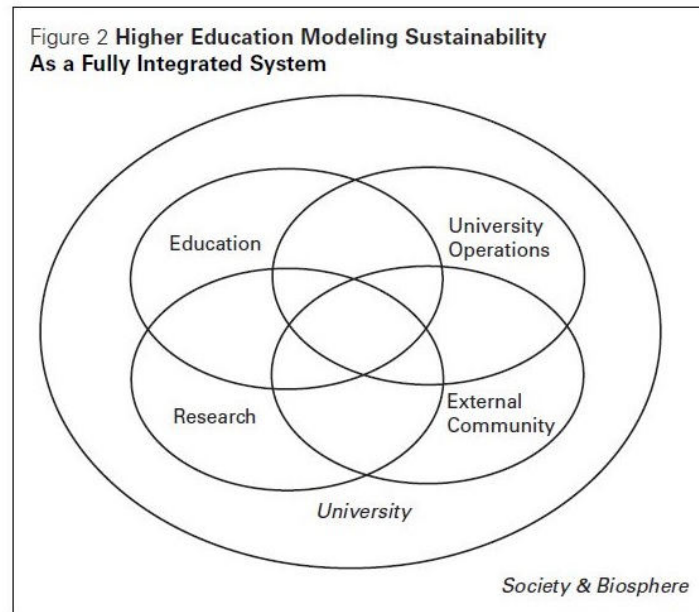 Figure 2 Higher Education Modeling Sustainability
As a Fully Integrated System
Education
University
Operations
Research
External
Community
University
Society & Biosphere